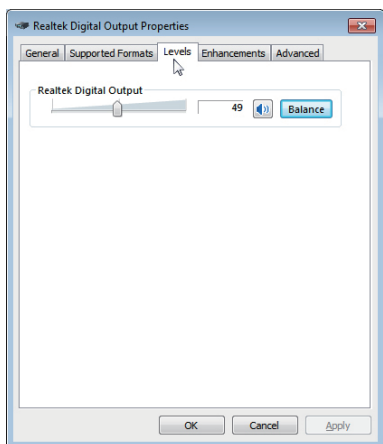 Realtek Digital Output Properties
General Supported Formats Levels Enhancements Advanced
Realtek Digital Output
49 Balance
OK Cancel Apply